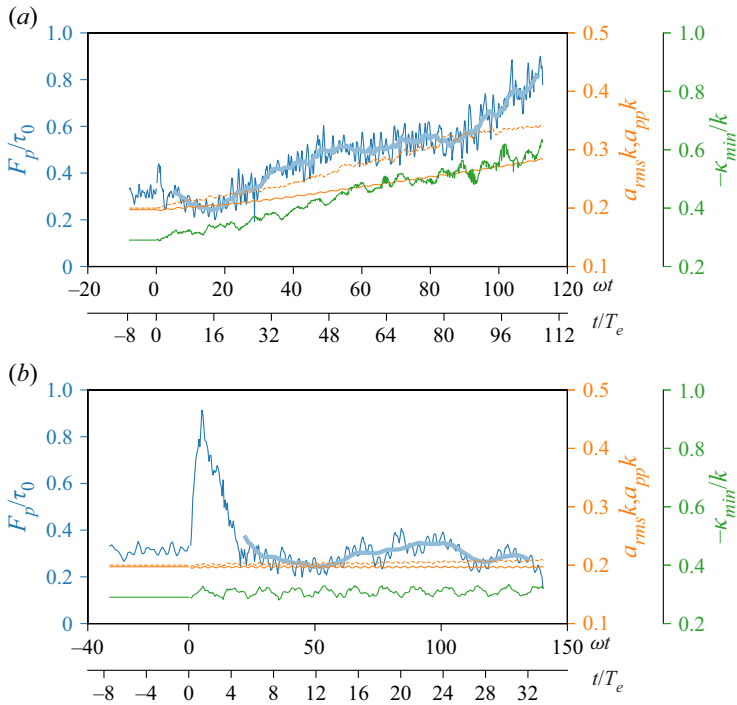 (a)
1.0 0.5 1.0
0.8 0.4 0.8
0.6 0.3 0.6
0.4 0.2 0.4
0.2 0.1 0.2
0
F_p/τ_0
a_rms k, a_pp k
–κ_min/k
–20 0 20 40 60 80 100 120
ωt
–8 0 16 32 48 64 80 96 112
t/T_e
(b)
1.0 0.5 1.0
0.8 0.4 0.8
0.6 0.3 0.6
0.4 0.2 0.4
0.2 0.1 0.2
0
F_p/τ_0
a_rms k, a_pp k
–κ_min/k
–40 0 50 100 150
ωt
–8 –4 0 4 8 12 16 20 24 28 32
t/T_e